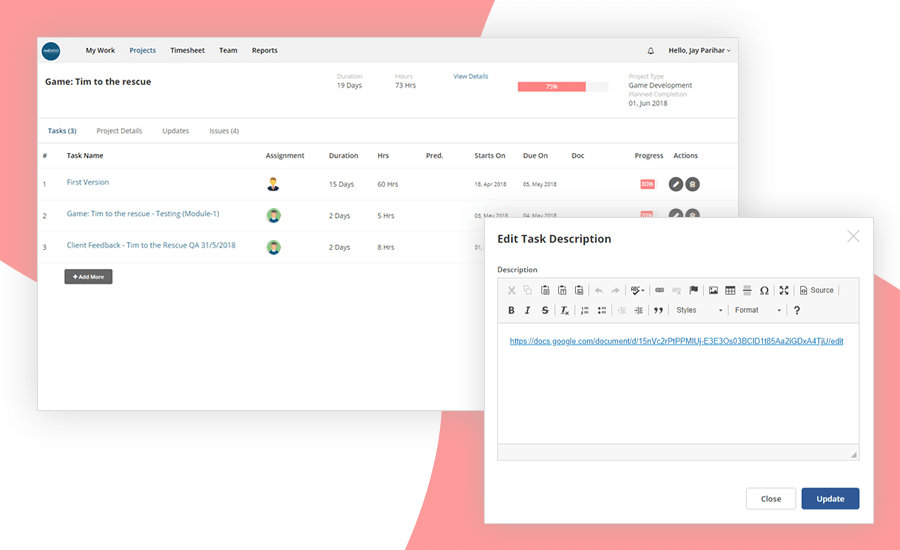 My Work Projects Timesheet Team Reports Hello, Jay Parihar
Game: Tim to the rescue
Duration Hours View Details Project Type
19 Days 73 Hrs 75% Game Development
Planned Completion
01, Jun 2018
Tasks (3) Project Details Updates Issues (4)
# Task Name Assignment Duration Hrs Pred. Starts On Due On Doc Progress Actions
1 First Version 15 Days 60 Hrs 18, Apr 2018 05, May 2018 80%
2 Game: Tim to the rescue - Testing (Module-1) 2 Days 5 Hrs 03, May 2018 04, May 2018
3 Client Feedback - Tim to the Rescue QA 31/5/2018 2 Days 8 Hrs 31,
+ Add More
Edit Task Description
Description
Source
B I S Tx Styles Format ?
https://docs.google.com/document/d/15nVc2rPtPPMlUj-E3E3Os03BClD1t85Aa2iGDxA4TjU/edit
Close Update